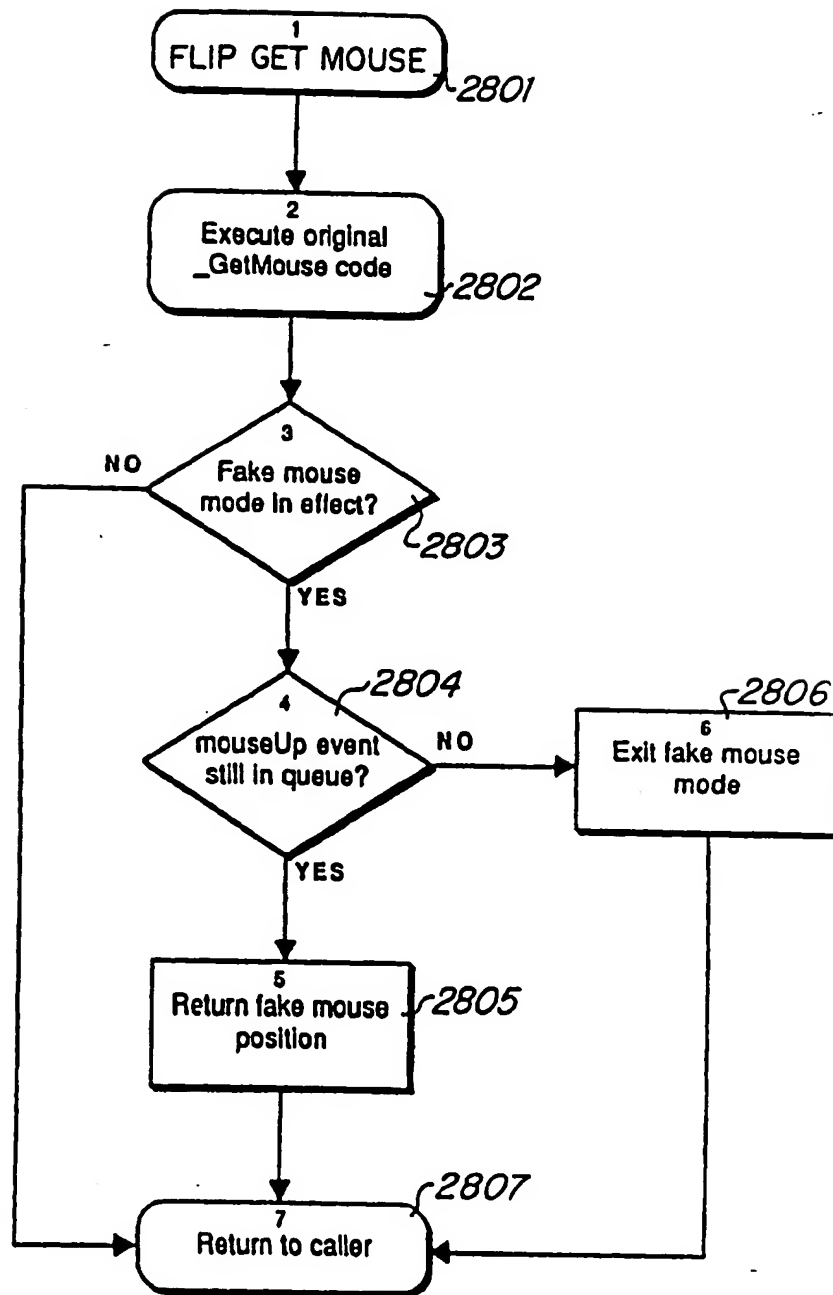 1
FLIP GET MOUSE
2801
2
Execute original
_GetMouse code
2802
3
Fake mouse
mode in effect?
2803
NO
YES
4
mouseUp event
still in queue?
2804
NO
YES
6
Exit fake mouse
mode
2806
5
Return fake mouse
position
2805
7
Return to caller
2807